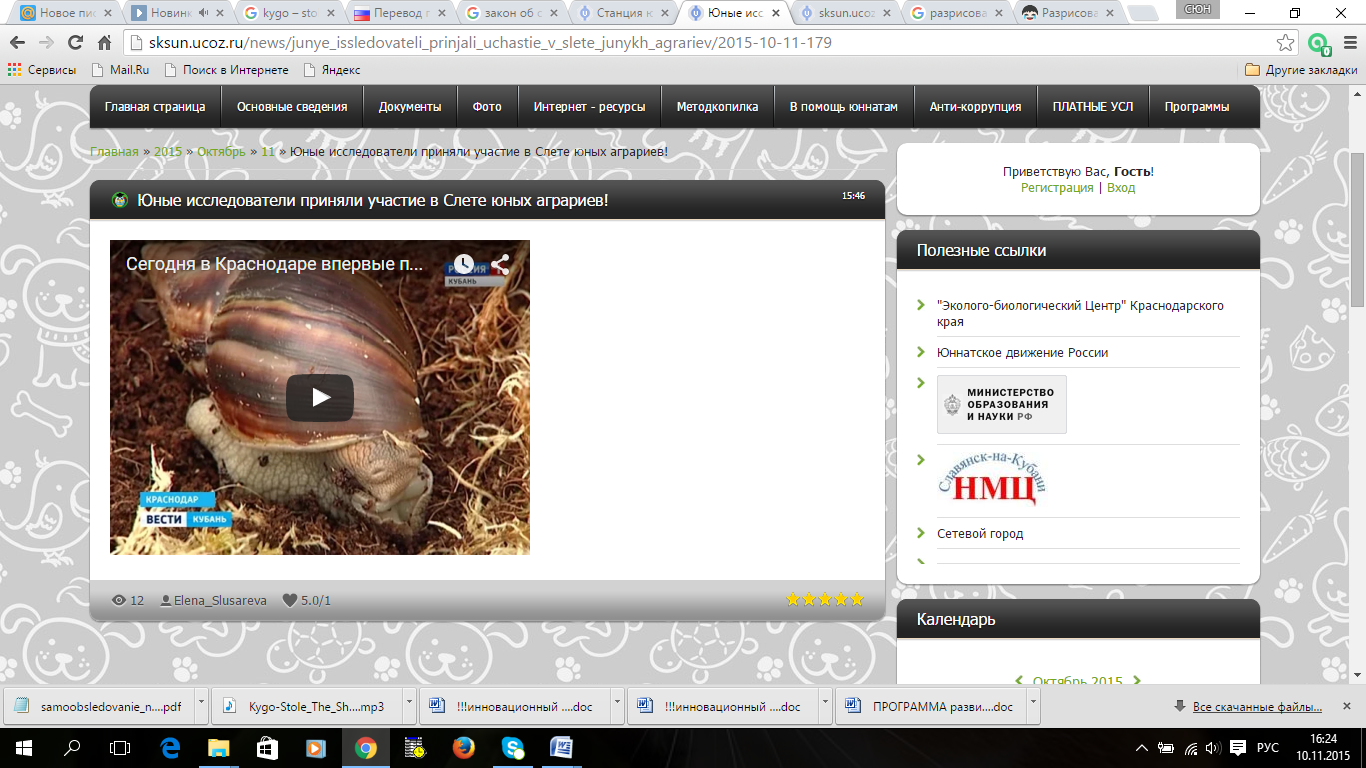 Новое пис
Новинк
kygo – sto
Перевод п
закон об о
Станция ю
Юные исс
sksun.ucoz
разрисова
Разрисова
СЮН
sksun.ucoz.ru/news/junye_issledovateli_prinjali_uchastie_v_slete_junykh_agrariev/2015-10-11-179
0
Сервисы
Mail.Ru
Поиск в Интернете
Яндекс
Другие закладки
Главная страница
Основные сведения
Документы
Фото
Интернет - ресурсы
Методкопилка
В помощь юннатам
Анти-коррупция
ПЛАТНЫЕ УСЛ
Программы
Главная » 2015 » Октябрь » 11 » Юные исследователи приняли участие в Слете юных аграриев!
Юные исследователи приняли участие в Слете юных аграриев!
15:46
Сегодня в Краснодаре впервые п...
РОССИЯ
КУБАНЬ
КРАСНОДАР
ВЕСТИ КУБАНЬ
12
Elena_Slusareva
5.0/1
Приветствую Вас, Гость!
Регистрация | Вход
Полезные ссылки
"Эколого-биологический Центр" Краснодарского
края
Юннатское движение России
МИНИСТЕРСТВО
ОБРАЗОВАНИЯ
И НАУКИ РФ
Славянск-на-Кубани
НМЦ
Сетевой город
Календарь
Октябрь 2015
samoobsledovanie_n....pdf
Kygo-Stole_The_Sh....mp3
!!!инновационный ....doc
!!!инновационный ....doc
ПРОГРАММА разви....doc
Все скачанные файлы...
РУС
16:24
10.11.2015